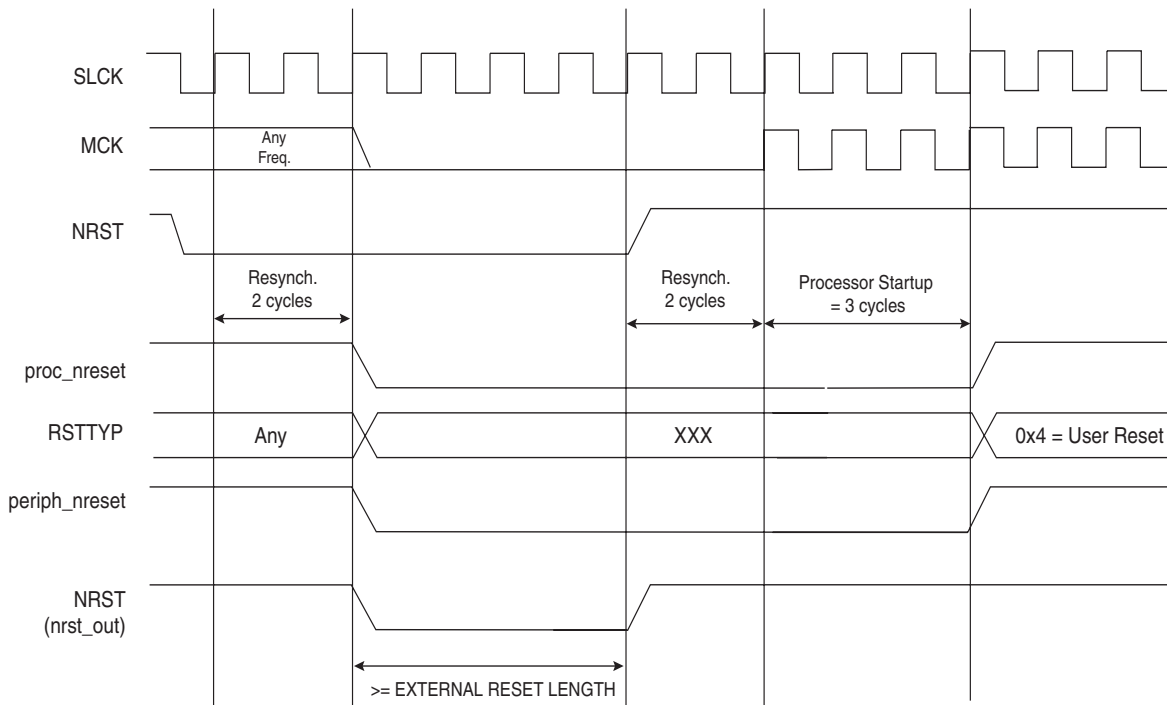 SLCK
MCK
Any
Freq.
NRST
Resynch.
2 cycles
Resynch.
2 cycles
Processor Startup
= 3 cycles
proc_nreset
RSTTYP
Any
XXX
0x4 = User Reset
periph_nreset
NRST
(nrst_out)
>= EXTERNAL RESET LENGTH